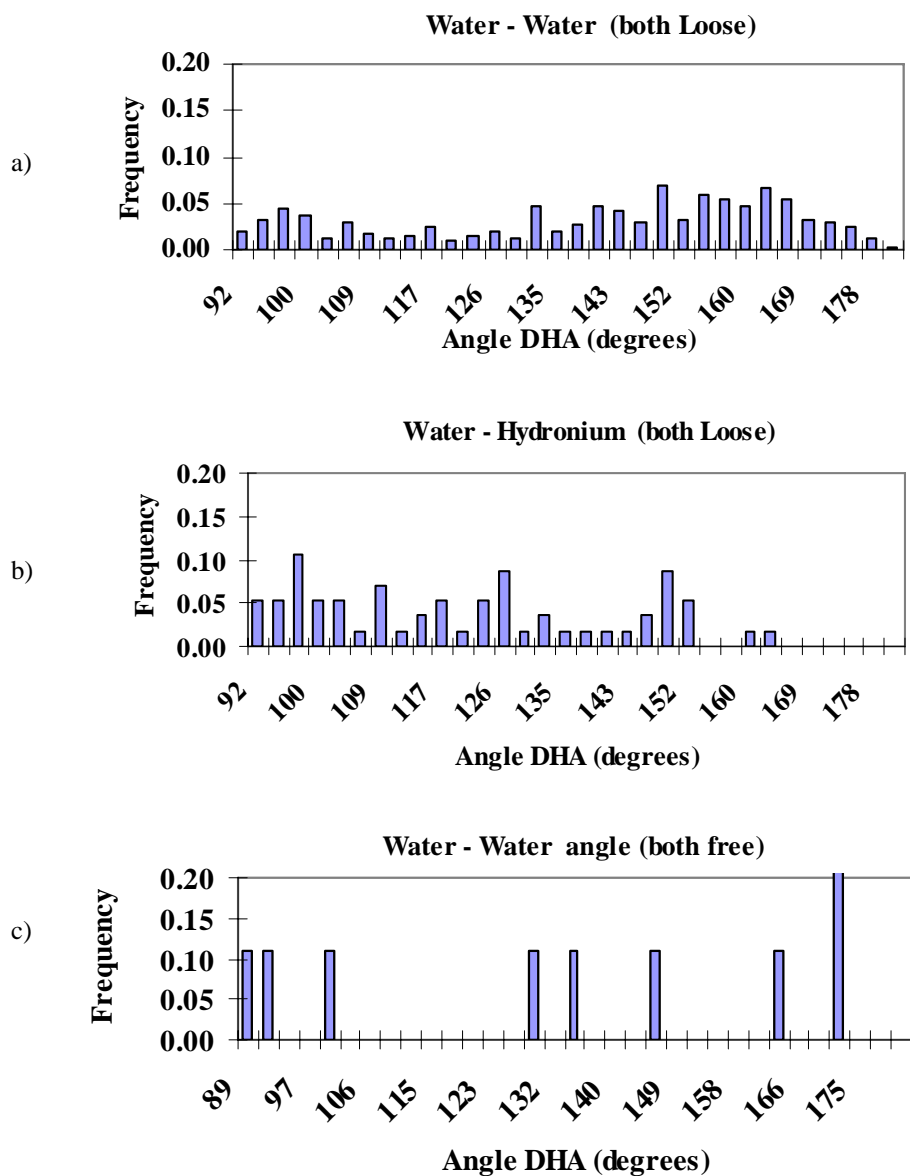 Water - Water (both Loose)
0.20
0.15
0.10
0.05
0.00
Frequency
a)
92 100 109 117 126 135 143 152 160 169 178
Angle DHA (degrees)
Water - Hydronium (both Loose)
0.20
0.15
0.10
0.05
0.00
Frequency
b)
92 100 109 117 126 135 143 152 160 169 178
Angle DHA (degrees)
Water - Water angle (both free)
0.20
0.15
0.10
0.05
0.00
Frequency
c)
89 97 106 115 123 132 140 149 158 166 175
Angle DHA (degrees)